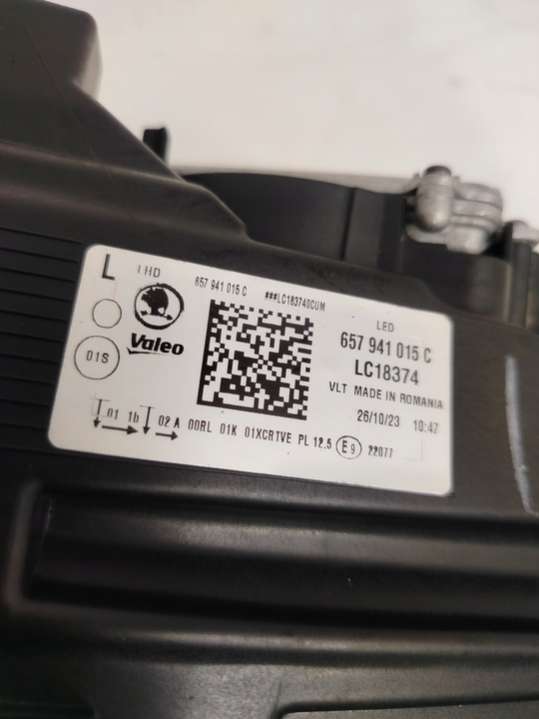 L LHD
657 941 015 C ###LC183740CUM
LED
657 941 015 C
Valeo
LC18374
01S
VLT MADE IN ROMANIA
26/10/23 10:47
01 1b 02 A 00RL 01K 01XCRTVE PL 12.5 E9 22077